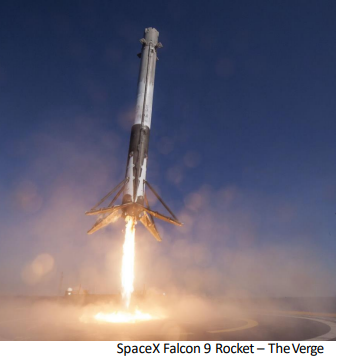 SpaceX Falcon 9 Rocket – The Verge